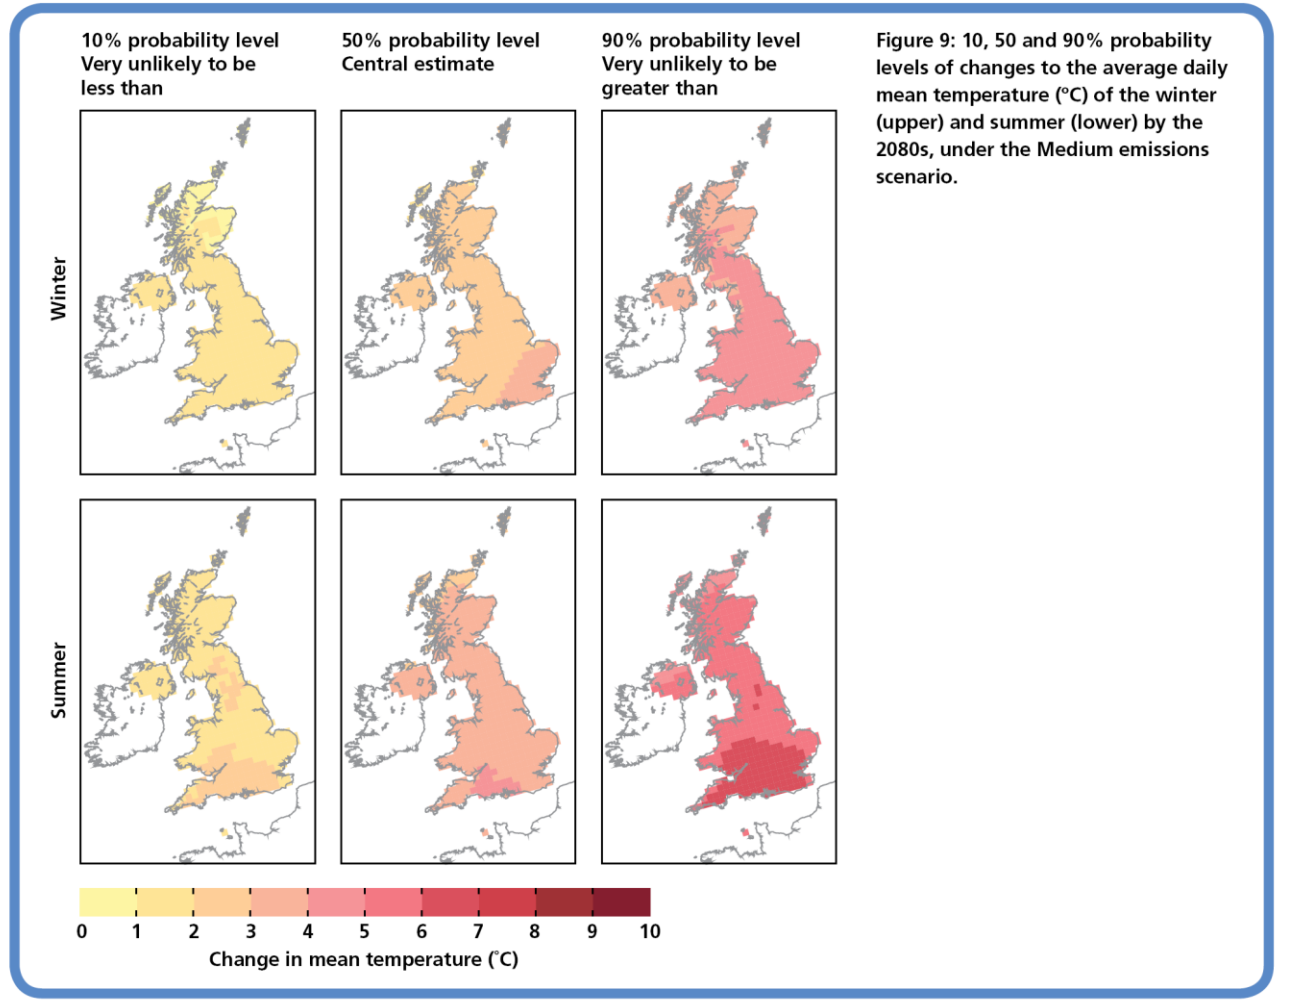 10% probability level
Very unlikely to be
less than
50% probability level
Central estimate
90% probability level
Very unlikely to be
greater than
Figure 9: 10, 50 and 90% probability
levels of changes to the average daily
mean temperature (ºC) of the winter
(upper) and summer (lower) by the
2080s, under the Medium emissions
scenario.
Winter
Summer
0 1 2 3 4 5 6 7 8 9 10
Change in mean temperature (˚C)